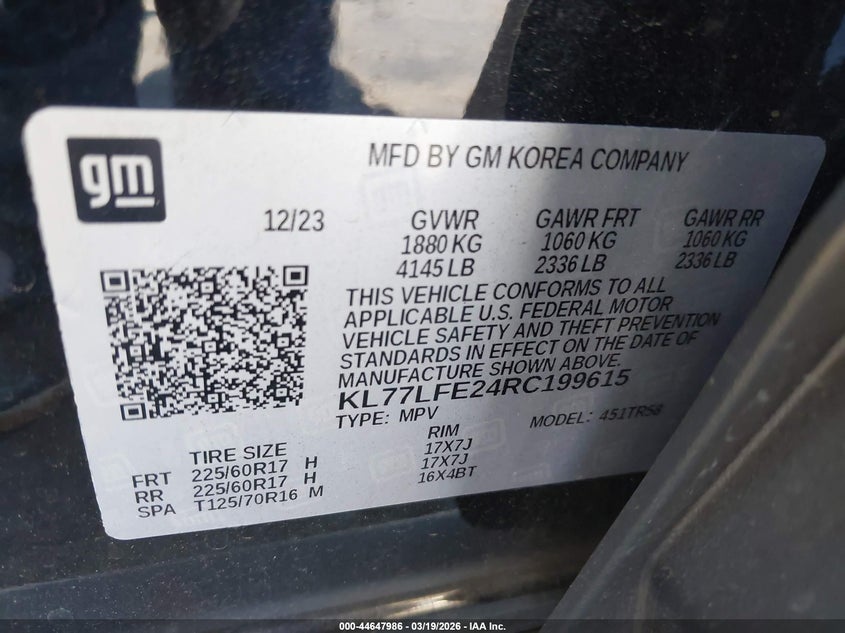 gm
MFD BY GM KOREA COMPANY
12/23 GVWR GAWR FRT GAWR RR
1880 KG 1060 KG 1060 KG
4145 LB 2336 LB 2336 LB
THIS VEHICLE CONFORMS TO ALL
APPLICABLE U.S. FEDERAL MOTOR
VEHICLE SAFETY AND THEFT PREVENTION
STANDARDS IN EFFECT ON THE DATE OF
MANUFACTURE SHOWN ABOVE.
KL77LFE24RC199615
TYPE: MPV MODEL: 451TR58
TIRE SIZE RIM
FRT 225/60R17 H 17X7J
RR 225/60R17 H 17X7J
SPA T125/70R16 M 16X4BT
000-44647986 - 03/19/2026 - IAA Inc.